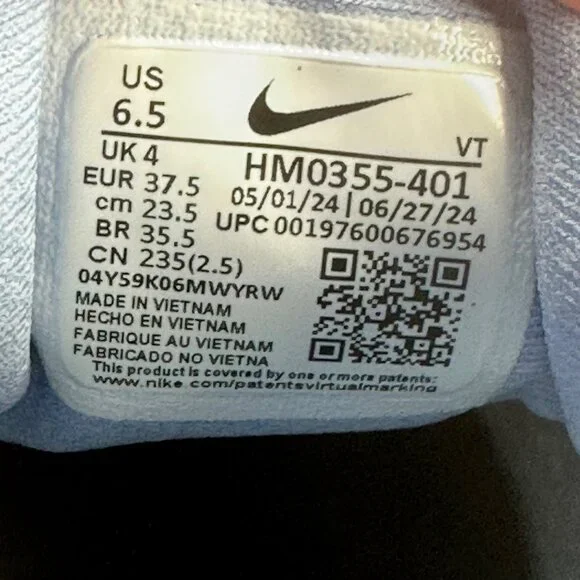 US
6.5
VT
UK 4
HM0355-401
EUR 37.5
05/01/24 | 06/27/24
cm 23.5
UPC 00197600676954
BR 35.5
CN 235(2.5)
04Y59K06MWYRW
MADE IN VIETNAM
HECHO EN VIETNAM
FABRIQUE AU VIETNAM
FABRICADO NO VIETNA
This product is covered by one or more patents:
www.nike.com/patentsvirtualmarking